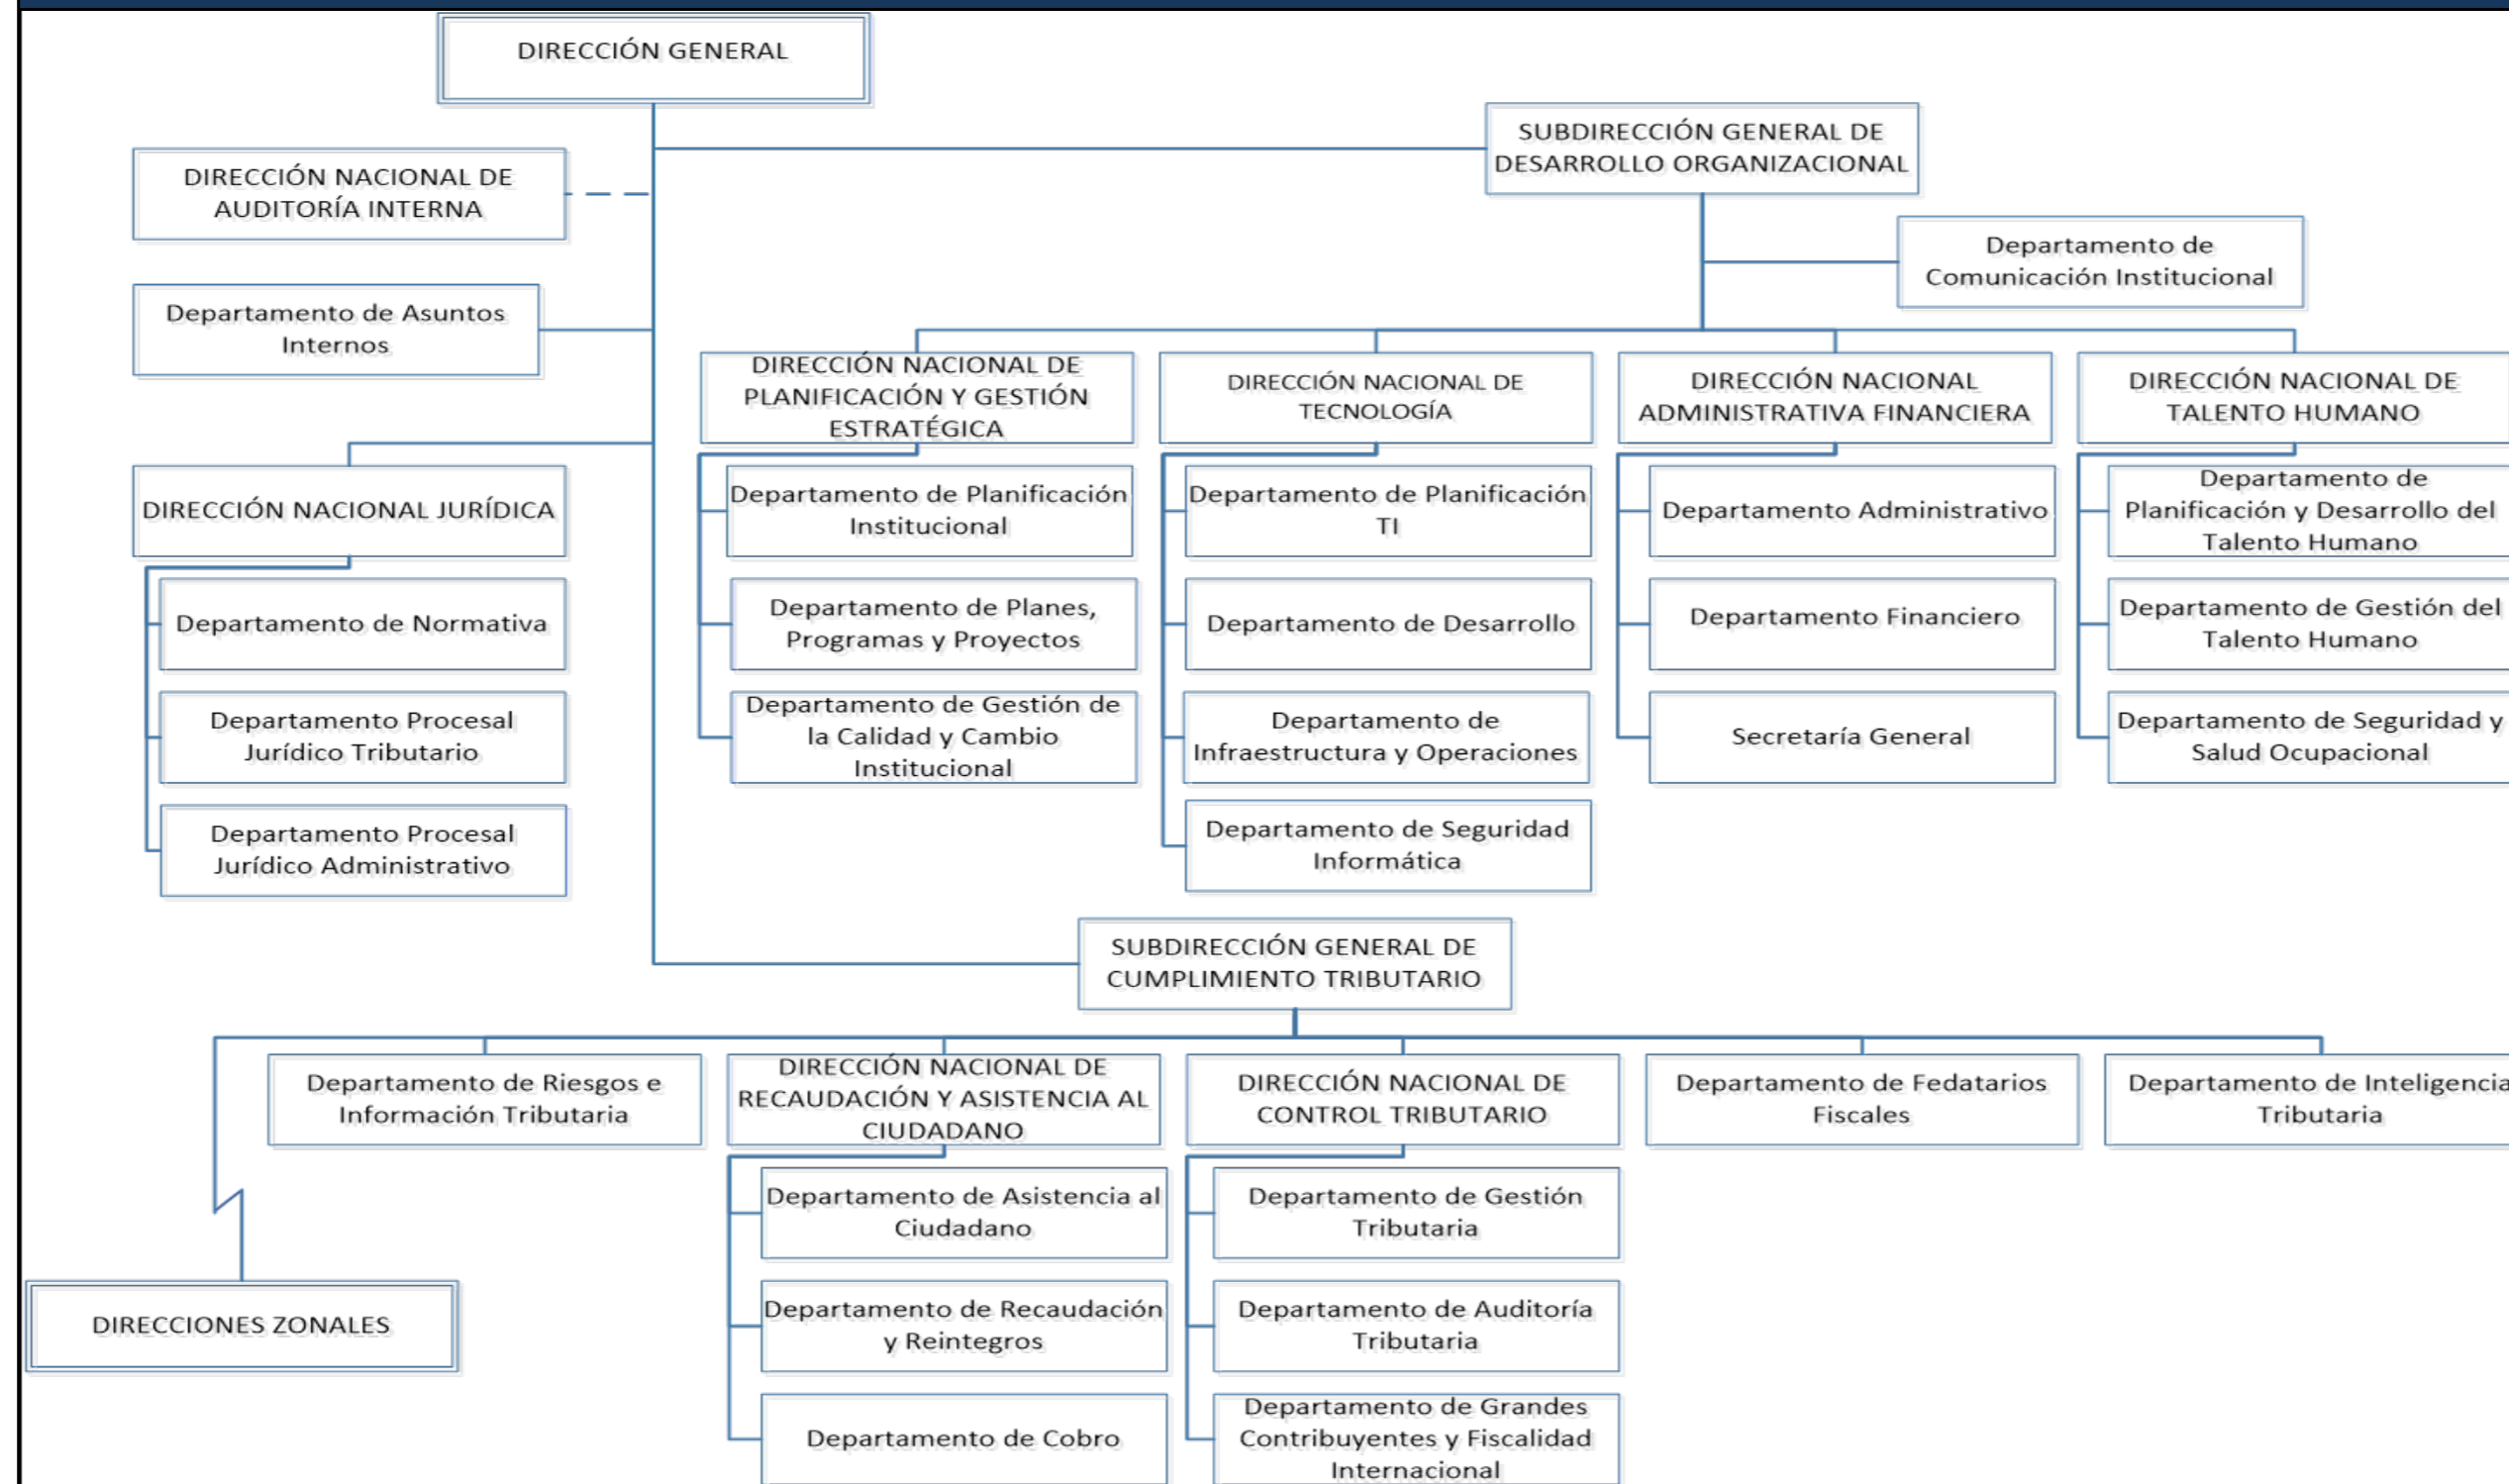 DIRECCIÓN GENERAL
SUBDIRECCIÓN GENERAL DE
DESARROLLO ORGANIZACIONAL
DIRECCIÓN NACIONAL DE
AUDITORÍA INTERNA
Departamento de
Comunicación Institucional
Departamento de Asuntos
Internos
DIRECCIÓN NACIONAL DE
PLANIFICACIÓN Y GESTIÓN
ESTRATÉGICA
DIRECCIÓN NACIONAL DE
TECNOLOGÍA
DIRECCIÓN NACIONAL
ADMINISTRATIVA FINANCIERA
DIRECCIÓN NACIONAL DE
TALENTO HUMANO
DIRECCIÓN NACIONAL JURÍDICA
Departamento de Planificación
Institucional
Departamento de Planificación
TI
Departamento Administrativo
Departamento de
Planificación y Desarrollo del
Talento Humano
Departamento de Normativa
Departamento de Planes,
Programas y Proyectos
Departamento de Desarrollo
Departamento Financiero
Departamento de Gestión del
Talento Humano
Departamento Procesal
Jurídico Tributario
Departamento de Gestión de
la Calidad y Cambio
Institucional
Departamento de
Infraestructura y Operaciones
Secretaría General
Departamento de Seguridad y
Salud Ocupacional
Departamento Procesal
Jurídico Administrativo
Departamento de Seguridad
Informática
SUBDIRECCIÓN GENERAL DE
CUMPLIMIENTO TRIBUTARIO
Departamento de Riesgos e
Información Tributaria
DIRECCIÓN NACIONAL DE
RECAUDACIÓN Y ASISTENCIA AL
CIUDADANO
DIRECCIÓN NACIONAL DE
CONTROL TRIBUTARIO
Departamento de Fedatarios
Fiscales
Departamento de Inteligencia
Tributaria
Departamento de Asistencia al
Ciudadano
Departamento de Gestión
Tributaria
DIRECCIONES ZONALES
Departamento de Recaudación
y Reintegros
Departamento de Auditoría
Tributaria
Departamento de Cobro
Departamento de Grandes
Contribuyentes y Fiscalidad
Internacional